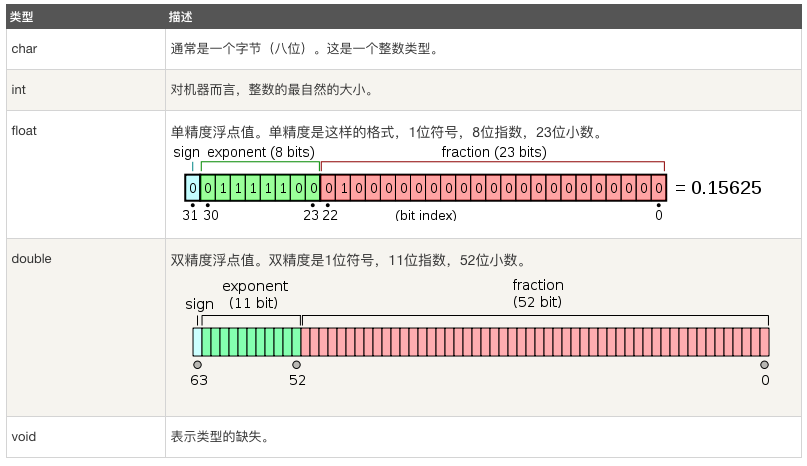 类型 描述
char 通常是一个字节（八位）。这是一个整数类型。
int 对机器而言，整数的最自然的大小。
float 单精度浮点值。单精度是这样的格式，1位符号，8位指数，23位小数。
sign exponent (8 bits) fraction (23 bits)
0 0 1 1 1 1 1 0 0 0 1 0 0 0 0 0 0 0 0 0 0 0 0 0 0 0 0 0 0 0 0 0 = 0.15625
31 30 23 22 (bit index) 0
double 双精度浮点值。双精度是1位符号，11位指数，52位小数。
exponent fraction
sign (11 bit) (52 bit)
63 52 0
void 表示类型的缺失。